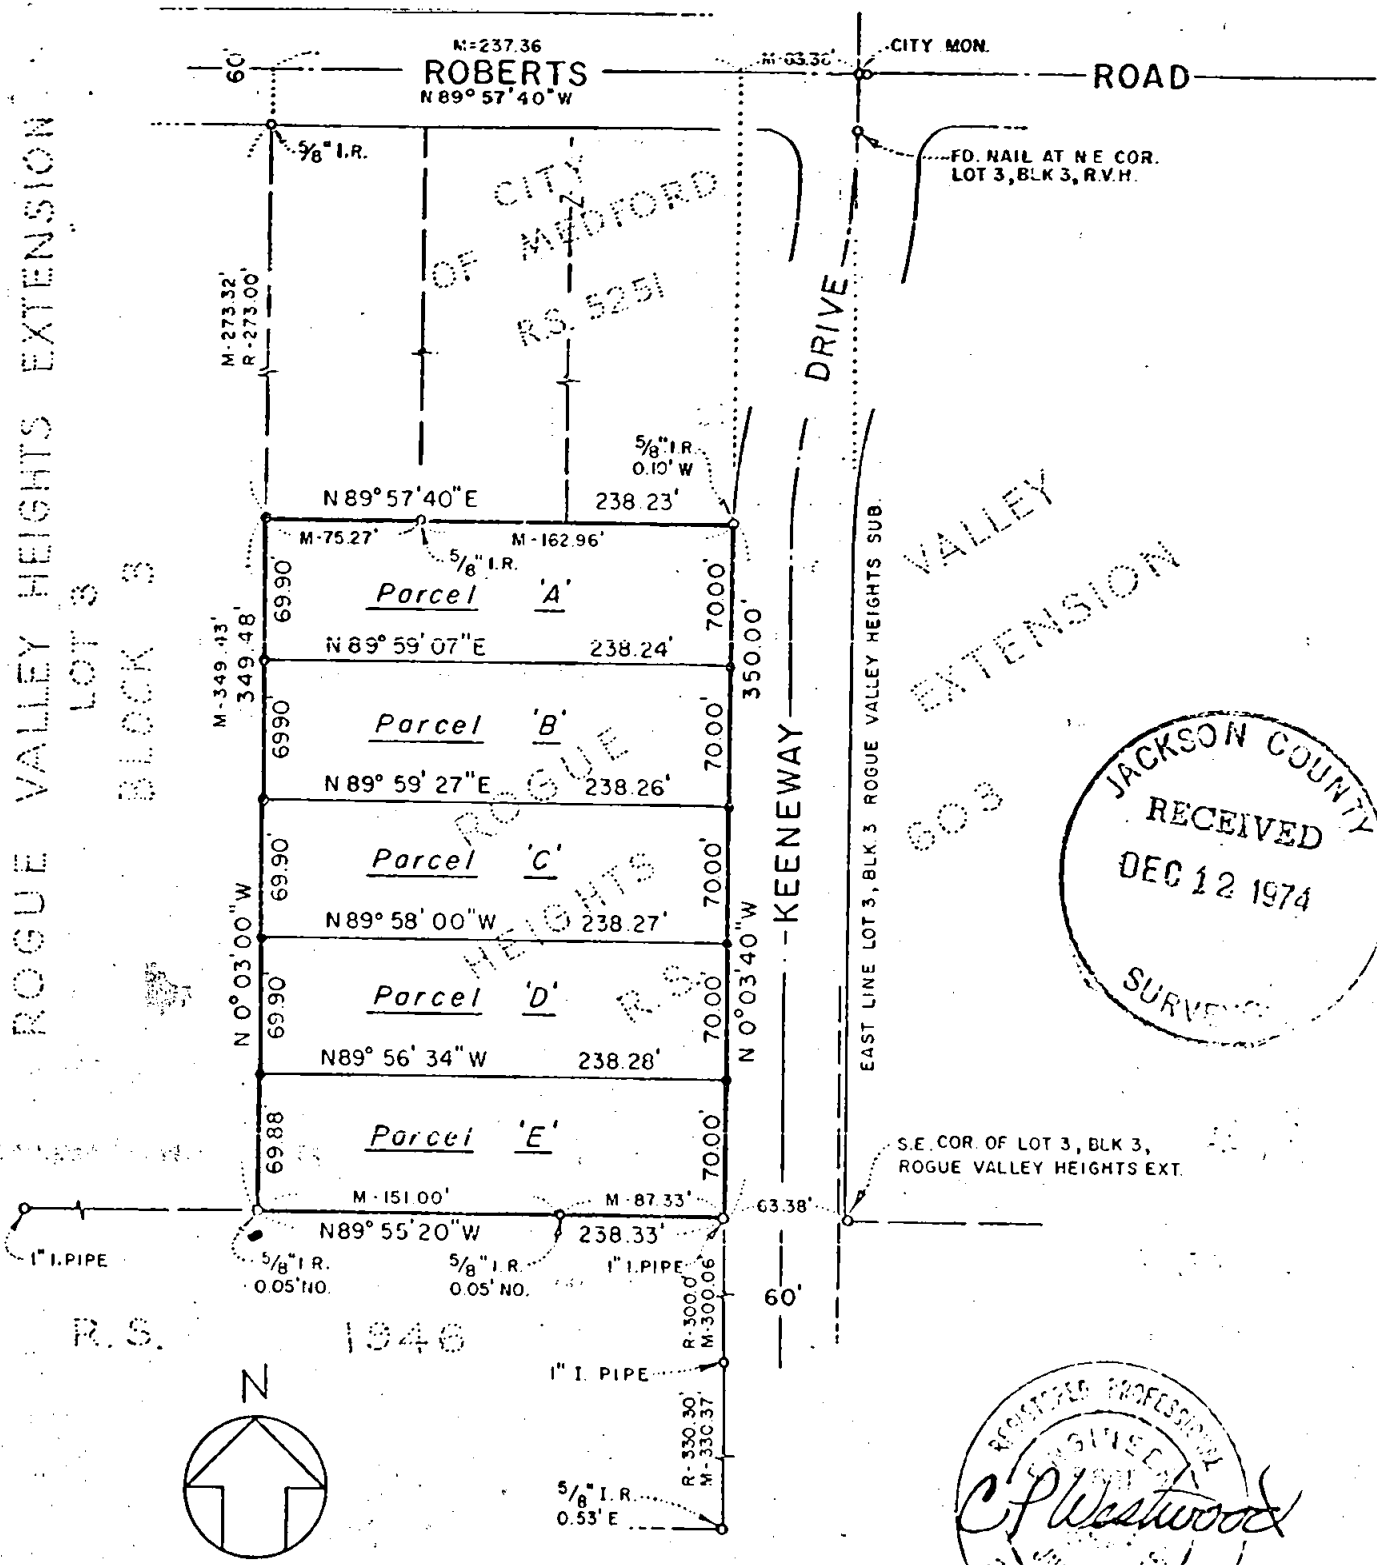 M=237.36
ROBERTS
N 89° 57' 40" W
60'
CITY MON.
ROAD
5/8" I.R.
FD. NAIL AT N E COR.
LOT 3, BLK 3, R.V.H.
CITY
OF MEDFORD
R.S. 5251
M-273.32'
R-273.00'
DRIVE
5/8" I.R.
0.10' W
N 89° 57' 40" E 238.23'
M-75.27'
M-162.96'
5/8" I.R.
ROGUE VALLEY HEIGHTS EXTENSION
LOT 3
BLOCK 3
69.90'
Parcel 'A'
70.00'
N 89° 59' 07" E 238.24'
M-349.43'
349.48'
350.00'
6990'
Parcel 'B'
70.00'
N 89° 59' 27" E 238.26'
69.90'
Parcel 'C'
70.00'
N 89° 58' 00" W 238.27'
N 0° 03' 00" W
69.90'
Parcel 'D'
70.00'
N 0° 03' 40" W
N89° 56' 34" W 238.28'
69.88
Parcel 'E'
70.00'
M-151.00'
M-87.33'
63.38'
N89° 55' 20" W 238.33'
KEENEWAY
EAST LINE LOT 3, BLK. 3 ROGUE VALLEY HEIGHTS SUB.
ROGUE
VALLEY
HEIGHTS
EXTENSION
R.S.
603
JACKSON COUNTY
RECEIVED
DEC 12 1974
S.E. COR. OF LOT 3, BLK 3,
ROGUE VALLEY HEIGHTS EXT.
1" I. PIPE
5/8" I.R.
0.05' NO.
5/8" I.R.
0.05' NO.
1" I. PIPE
R-300.0'
M-300.06
60'
R.S. 1946
1" I. PIPE
N
R-330.30'
M-330.37'
5/8" I.R.
0.53' E
REGISTERED PROFESSIONAL
ENGINEER
C P Westwood